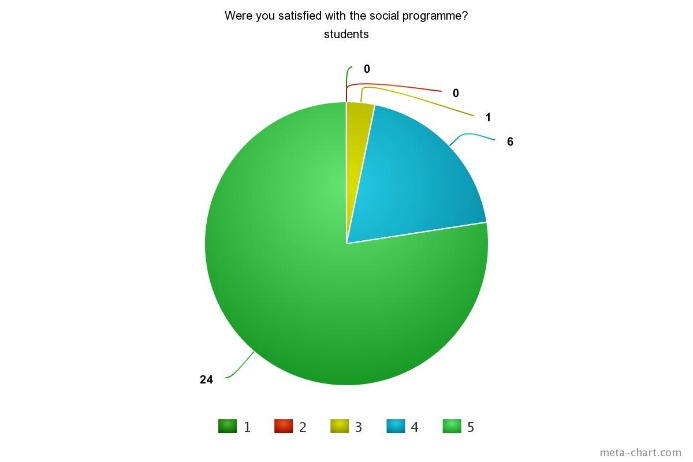 Were you satisfied with the social programme?
students
0
0
1
6
24
1 2 3 4 5
meta-chart.com